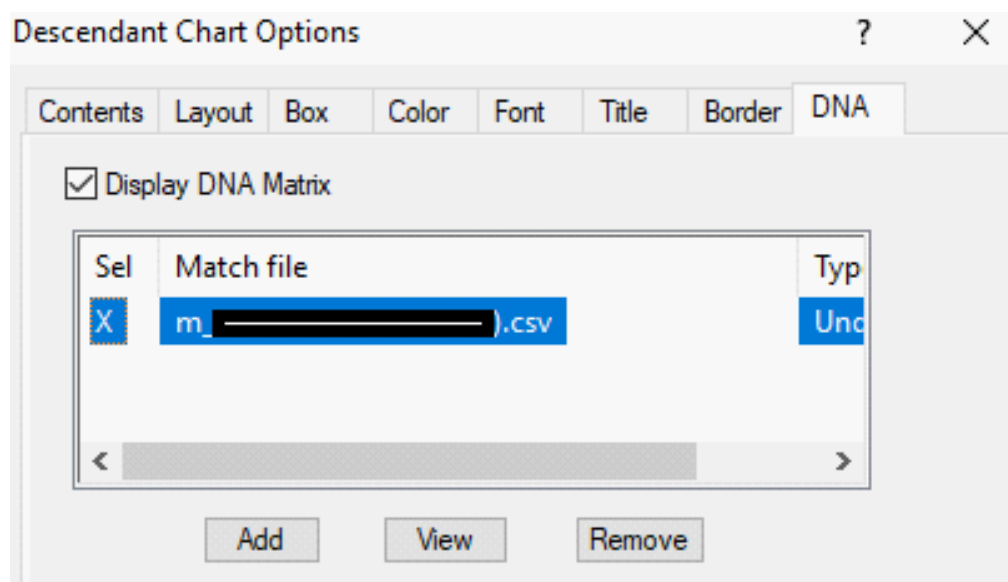 Descendant Chart Options ? ×
Contents Layout Box Color Font Title Border DNA
Display DNA Matrix
Sel Match file Typ
X m_ ).csv Und
Add View Remove